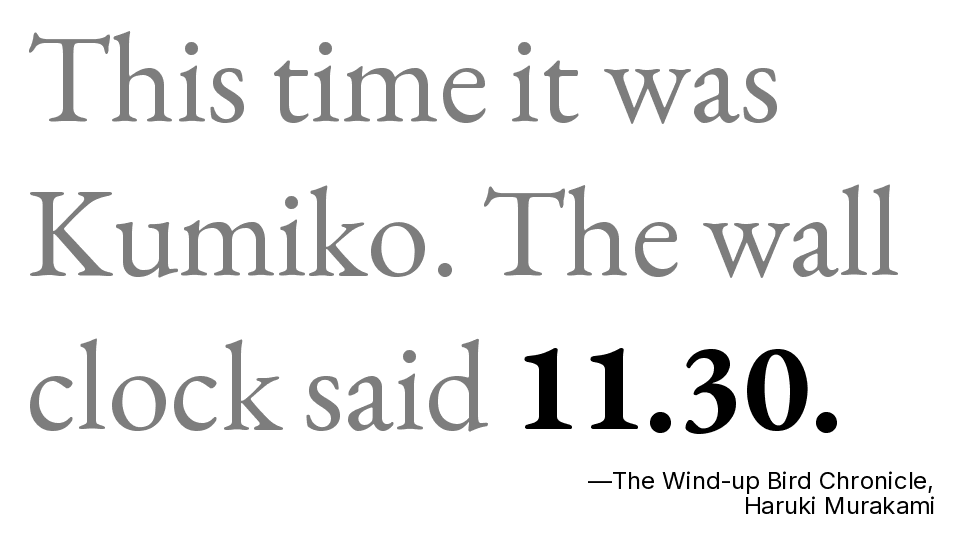 This time it was
Kumiko. The wall
clock said 11.30.
—The Wind-up Bird Chronicle,
Haruki Murakami